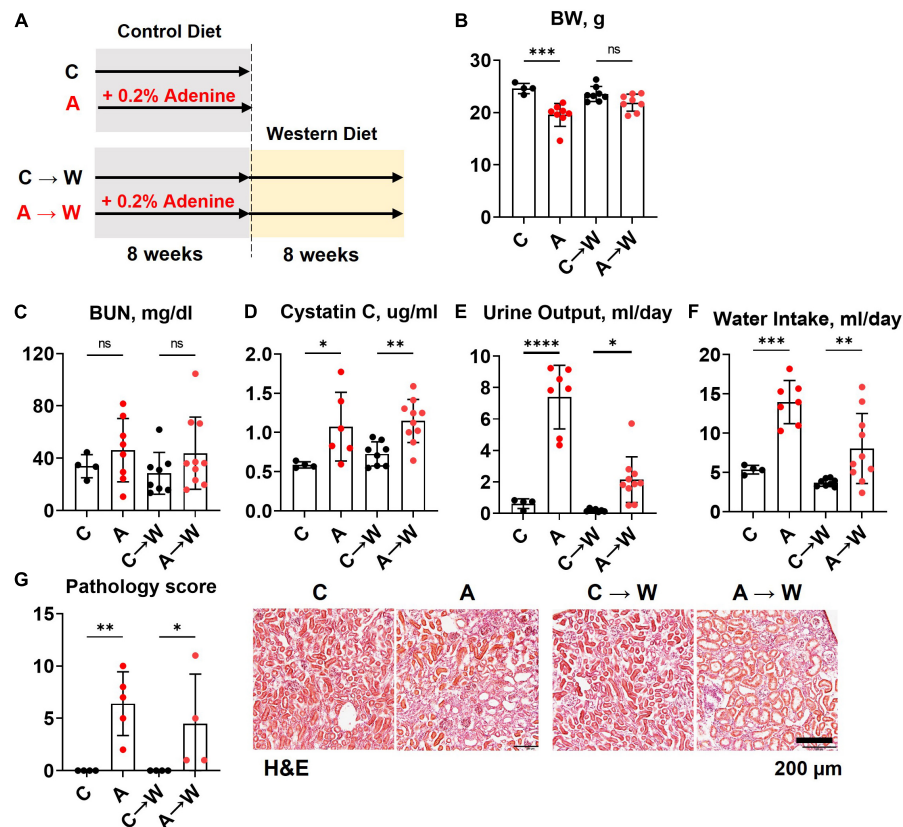 A
Control Diet
C
A
+ 0.2% Adenine
Western Diet
C → W
A → W
+ 0.2% Adenine
8 weeks
8 weeks
B
BW, g
***
ns
30
20
10
0
C
A
C→W
A→W
C
BUN, mg/dl
ns
ns
120
80
40
0
C
A
C→W
A→W
D
Cystatin C, ug/ml
*
**
2.0
1.5
1.0
0.5
0.0
C
A
C→W
A→W
E
Urine Output, ml/day
****
*
10
8
6
4
2
0
C
A
C→W
A→W
F
Water Intake, ml/day
***
**
20
15
10
5
0
C
A
C→W
A→W
G
Pathology score
**
*
15
10
5
0
C
A
C→W
A→W
C
A
C → W
A → W
H&E
200 µm